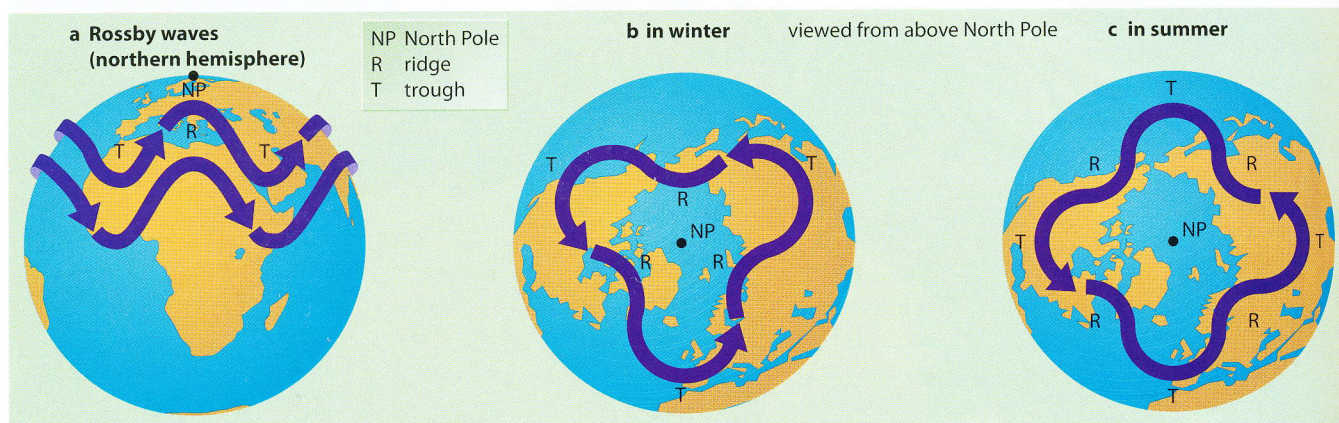 a Rossby waves
(northern hemisphere)
NP North Pole
R ridge
T trough
b in winter
viewed from above North Pole
c in summer
NP
R
T
T
T
T
R
NP
R
R
T
T
R
R
NP
T
T
R
R
T